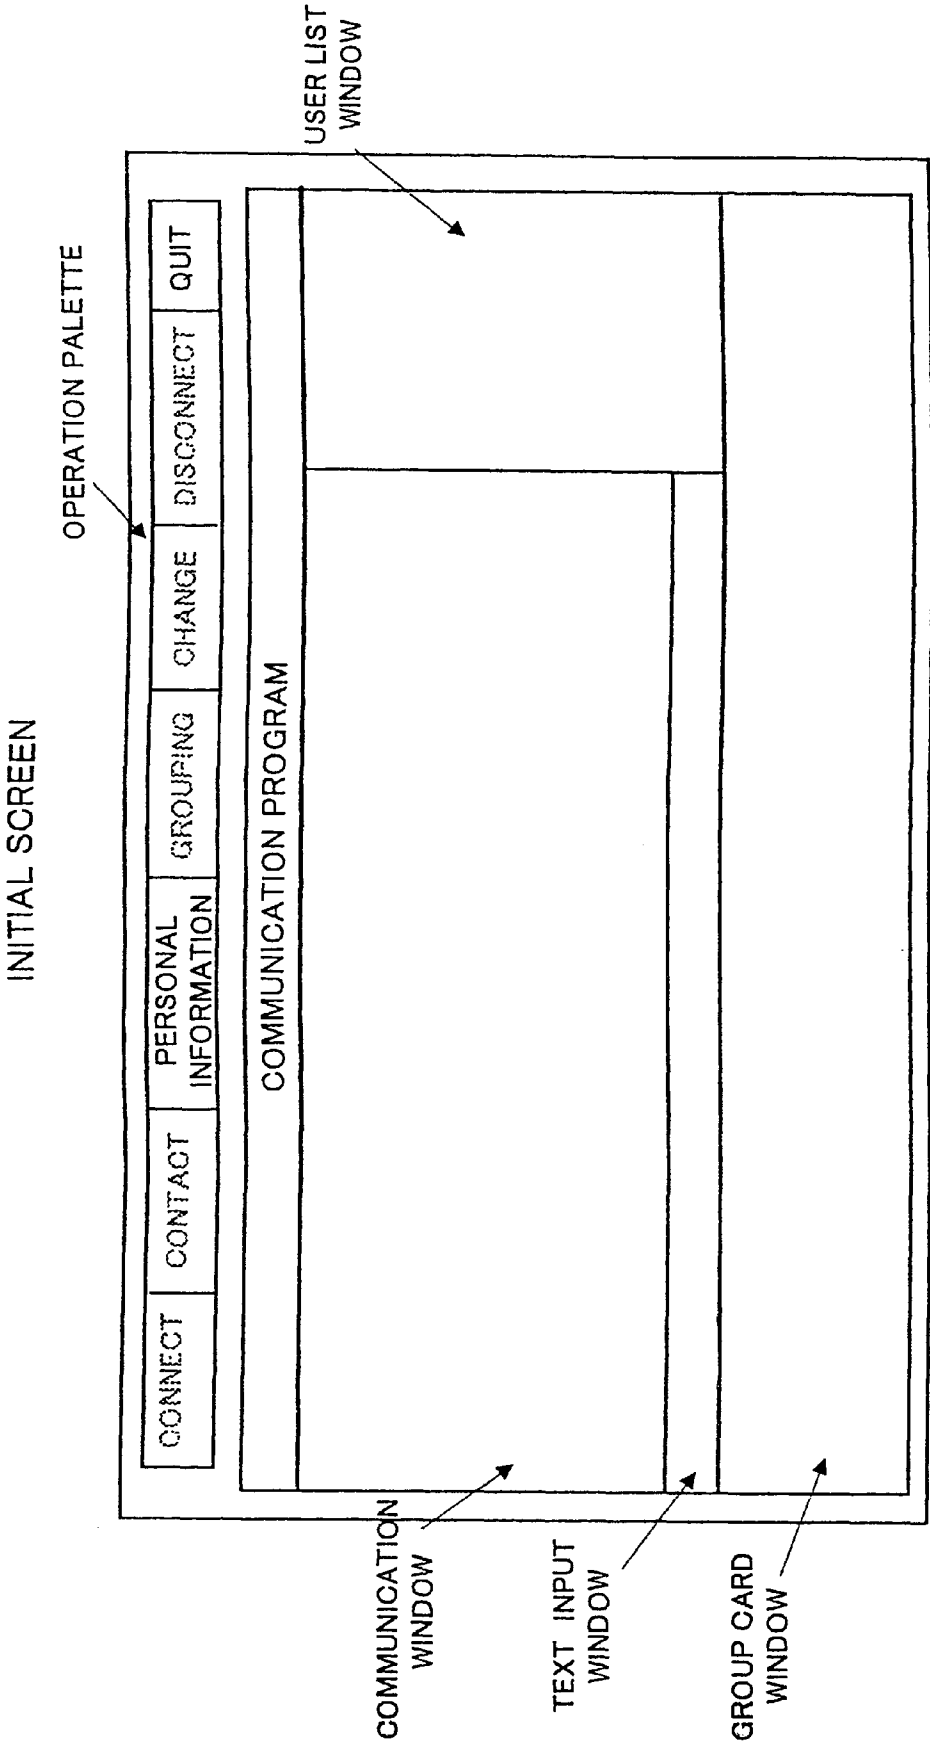 INITIAL SCREEN
OPERATION PALETTE
CONNECT
CONTACT
PERSONAL
INFORMATION
GROUPING
CHANGE
DISCONNECT
QUIT
COMMUNICATION PROGRAM
USER LIST
WINDOW
COMMUNICATION
WINDOW
TEXT INPUT
WINDOW
GROUP CARD
WINDOW